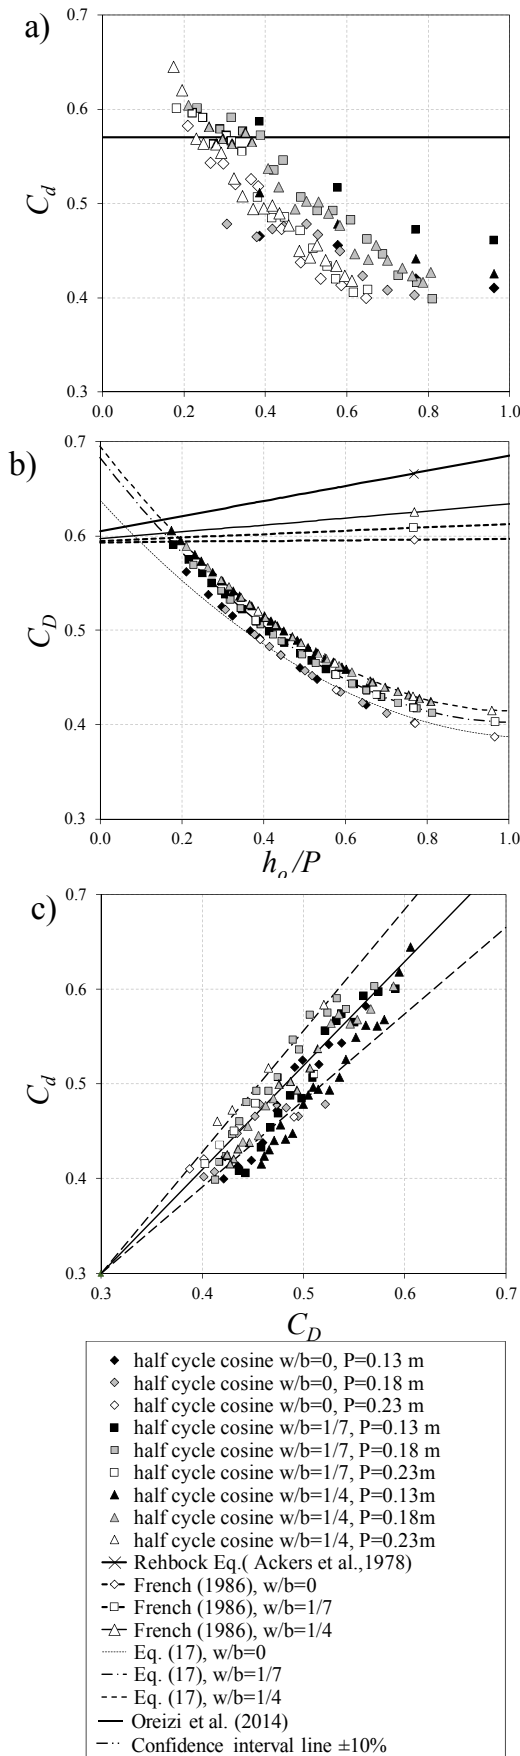 a)
0.7
0.6
0.5
0.4
0.3
C_d
0.0 0.2 0.4 0.6 0.8 1.0
b)
0.7
0.6
0.5
0.4
0.3
C_D
0.0 0.2 0.4 0.6 0.8 1.0
h_o/P
c)
0.7
0.6
0.5
0.4
0.3
C_d
0.3 0.4 0.5 0.6 0.7
C_D
half cycle cosine w/b=0, P=0.13 m
half cycle cosine w/b=0, P=0.18 m
half cycle cosine w/b=0, P=0.23 m
half cycle cosine w/b=1/7, P=0.13 m
half cycle cosine w/b=1/7, P=0.18 m
half cycle cosine w/b=1/7, P=0.23m
half cycle cosine w/b=1/4, P=0.13m
half cycle cosine w/b=1/4, P=0.18m
half cycle cosine w/b=1/4, P=0.23m
Rehbock Eq.( Ackers et al.,1978)
French (1986), w/b=0
French (1986), w/b=1/7
French (1986), w/b=1/4
Eq. (17), w/b=0
Eq. (17), w/b=1/7
Eq. (17), w/b=1/4
Oreizi et al. (2014)
Confidence interval line ±10%